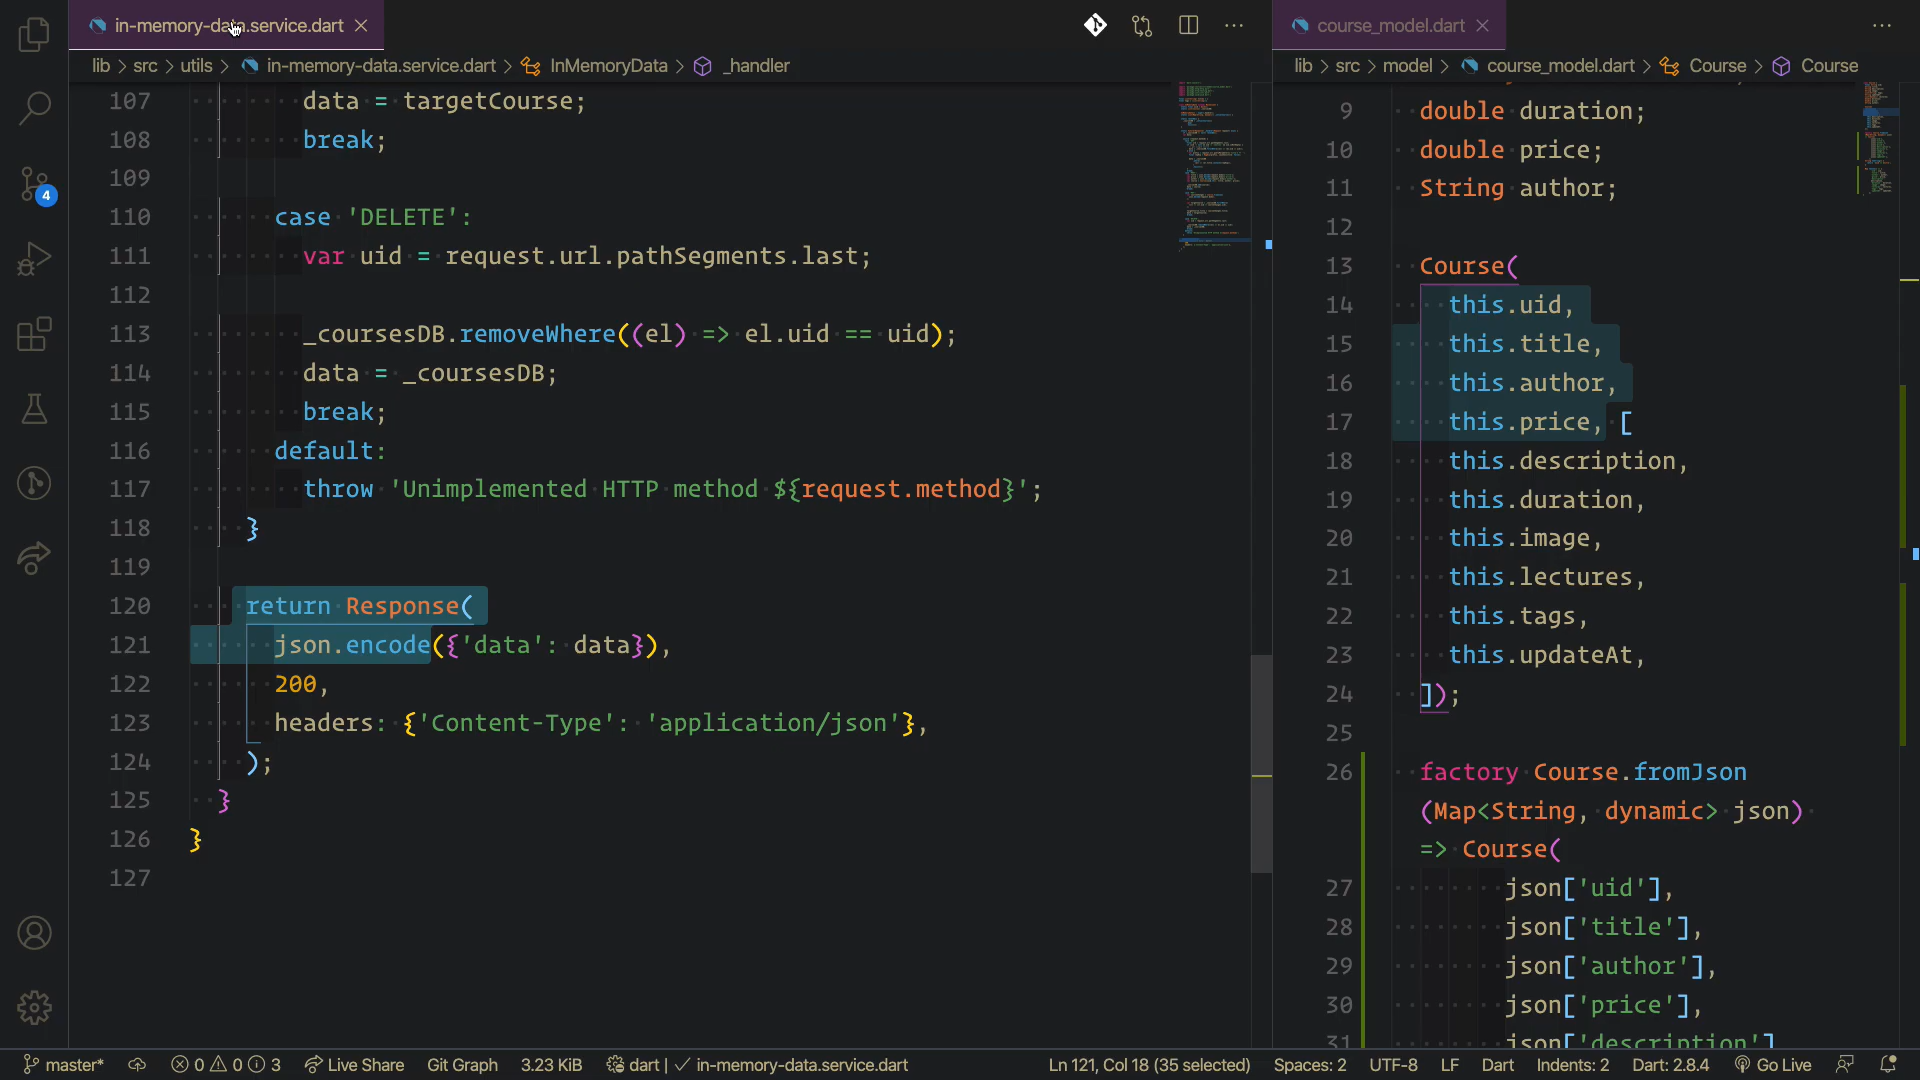 in-memory-data.service.dart
course_model.dart
lib > src > utils > in-memory-data.service.dart > InMemoryData > _handler
lib > src > model > course_model.dart > Course > Course
107 data = targetCourse;
108 break;
109
110 case 'DELETE':
111 var uid = request.url.pathSegments.last;
112
113 _coursesDB.removeWhere((el) => el.uid == uid);
114 data = _coursesDB;
115 break;
116 default:
117 throw 'Unimplemented HTTP method ${request.method}';
118 }
119
120 return Response(
121 json.encode({'data': data}),
122 200,
123 headers: {'Content-Type': 'application/json'},
124 );
125 }
126 }
127
9 double duration;
10 double price;
11 String author;
12
13 Course(
14 this.uid,
15 this.title,
16 this.author,
17 this.price, [
18 this.description,
19 this.duration,
20 this.image,
21 this.lectures,
22 this.tags,
23 this.updateAt,
24 ]);
25
26 factory Course.fromJson
(Map<String, dynamic> json)
=> Course(
27 json['uid'],
28 json['title'],
29 json['author'],
30 json['price'],
31 json['description']
4
master* 0 0 3 Live Share Git Graph 3.23 KiB dart | ✓ in-memory-data.service.dart Ln 121, Col 18 (35 selected) Spaces: 2 UTF-8 LF Dart Indents: 2 Dart: 2.8.4 Go Live